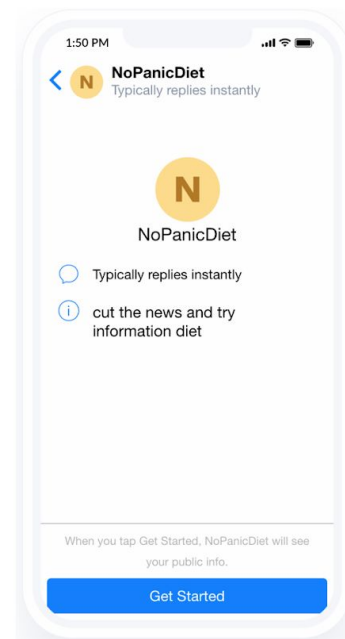 1:50 PM
N
NoPanicDiet
Typically replies instantly
N
NoPanicDiet
Typically replies instantly
i
cut the news and try
information diet
When you tap Get Started, NoPanicDiet will see
your public info.
Get Started